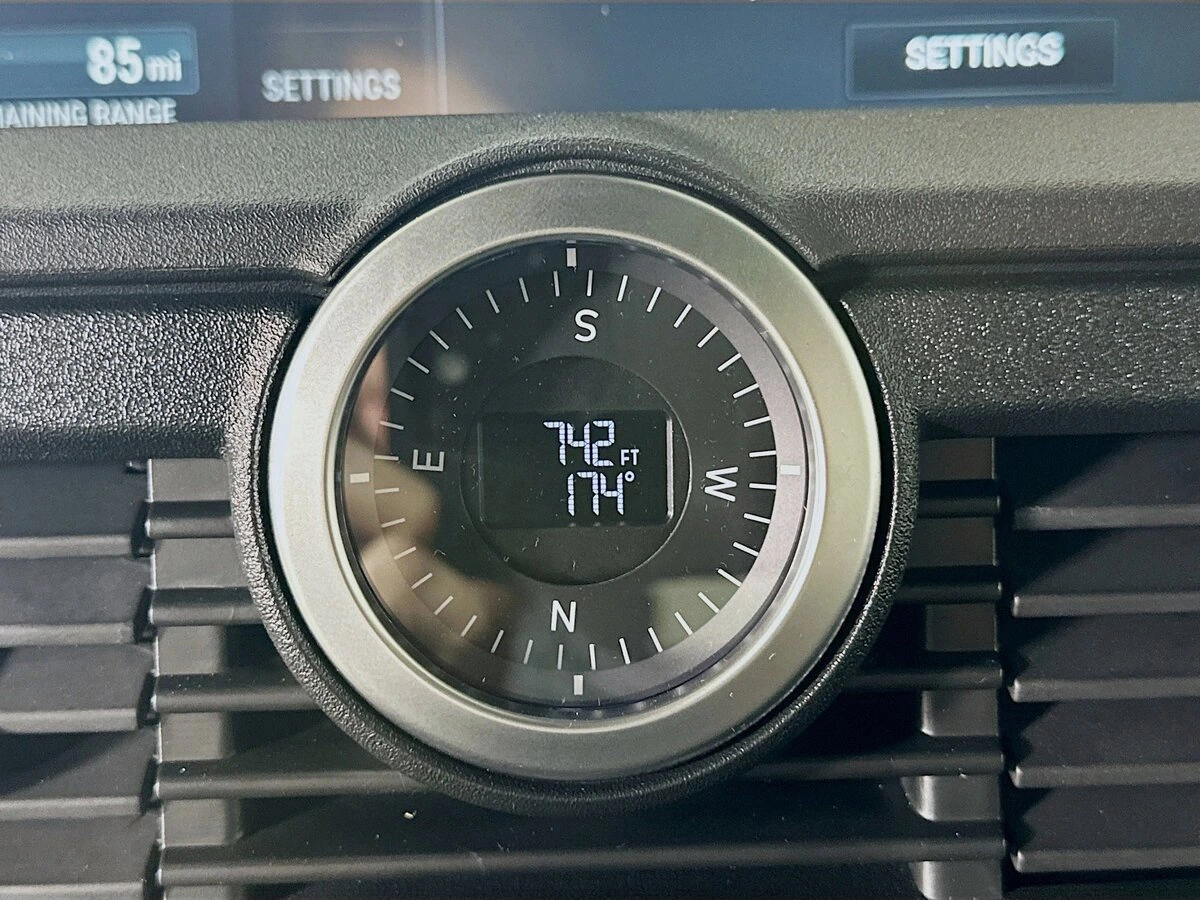 85 mi
AINING RANGE
SETTINGS
SETTINGS
S
E
W
N
742 FT
174°